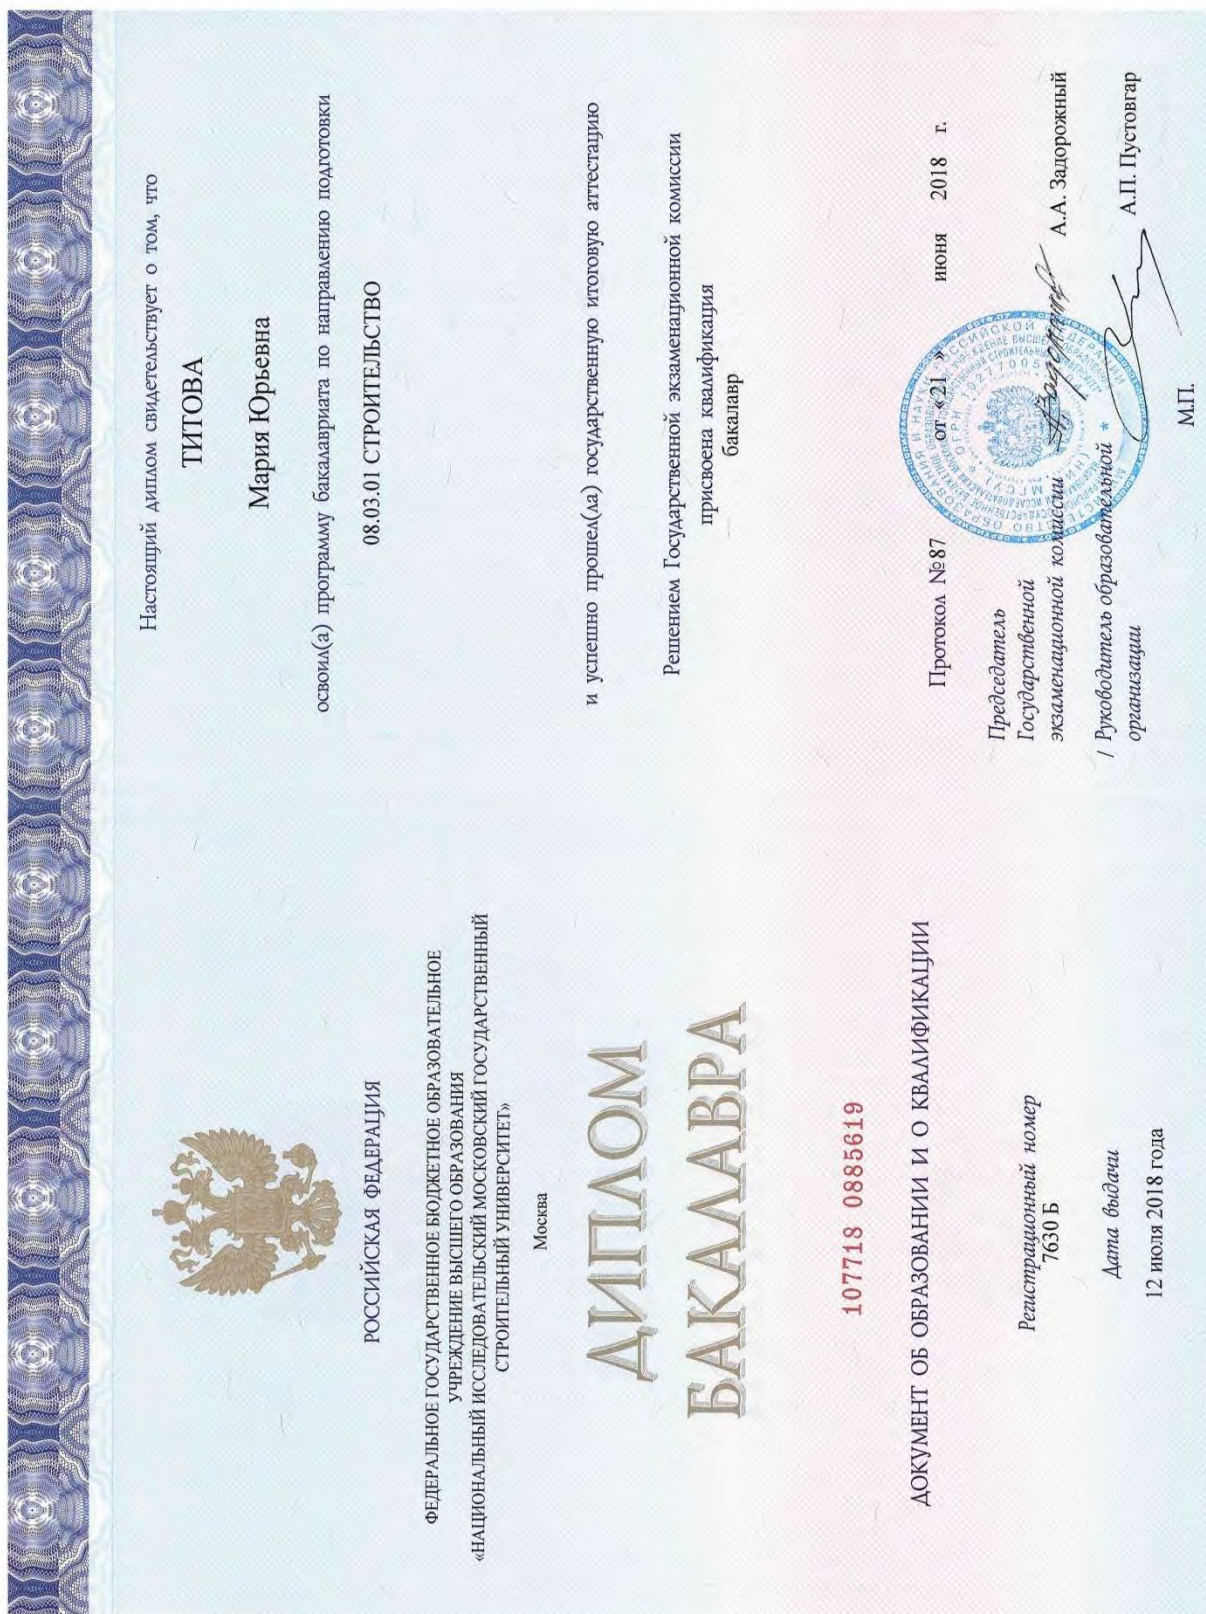 РОССИЙСКАЯ ФЕДЕРАЦИЯ
ФЕДЕРАЛЬНОЕ ГОСУДАРСТВЕННОЕ БЮДЖЕТНОЕ ОБРАЗОВАТЕЛЬНОЕ
УЧРЕЖДЕНИЕ ВЫСШЕГО ОБРАЗОВАНИЯ
«НАЦИОНАЛЬНЫЙ ИССЛЕДОВАТЕЛЬСКИЙ МОСКОВСКИЙ ГОСУДАРСТВЕННЫЙ
СТРОИТЕЛЬНЫЙ УНИВЕРСИТЕТ»
Москва
ДИПЛОМ
БАКАЛАВРА
107718 0885619
ДОКУМЕНТ ОБ ОБРАЗОВАНИИ И О КВАЛИФИКАЦИИ
Регистрационный номер
7630 Б
Дата выдачи
12 июля 2018 года
Настоящий диплом свидетельствует о том, что
ТИТОВА
Мария Юрьевна
освоил(а) программу бакалавриата по направлению подготовки
08.03.01 СТРОИТЕЛЬСТВО
и успешно прошел(ла) государственную итоговую аттестацию
Решением Государственной экзаменационной комиссии
присвоена квалификация
бакалавр
Протокол №87 от « 21 » июня 2018 г.
Председатель
Государственной
экзаменационной комиссии А.А. Задорожный
/ Руководитель образовательной
организации А.П. Пустовгар
М.П.